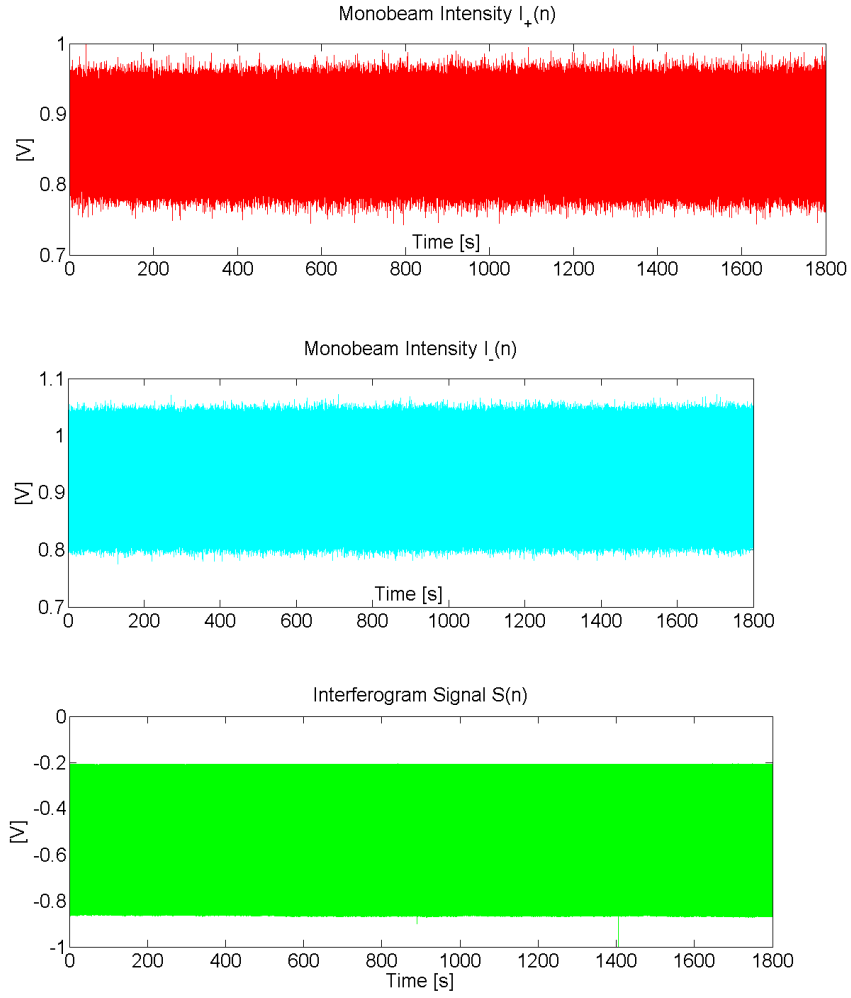 Monobeam Intensity I_+(n)
1
0.9
0.8
0.7
[V]
Time [s]
0 200 400 600 800 1000 1200 1400 1600 1800
Monobeam Intensity I_-(n)
1.1
1
0.9
0.8
0.7
[V]
Time [s]
0 200 400 600 800 1000 1200 1400 1600 1800
Interferogram Signal S(n)
0
-0.2
-0.4
-0.6
-0.8
-1
[V]
0 200 400 600 800 1000 1200 1400 1600 1800
Time [s]